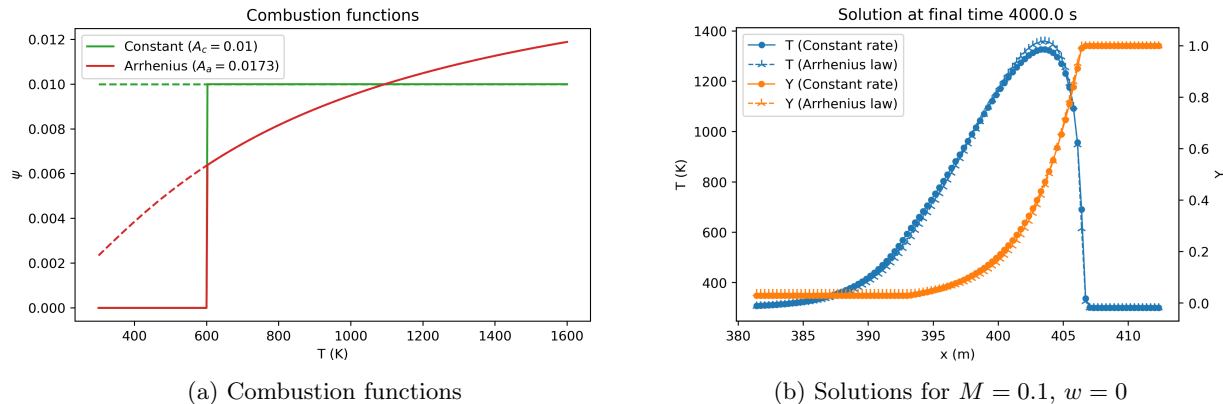 Combustion functions
Constant (A_c = 0.01)
Arrhenius (A_a = 0.0173)
0.012
0.010
0.008
0.006
0.004
0.002
0.000
ψ
400 600 800 1000 1200 1400 1600
T (K)
(a) Combustion functions
Solution at final time 4000.0 s
T (Constant rate)
T (Arrhenius law)
Y (Constant rate)
Y (Arrhenius law)
1400
1200
1000
800
600
400
T (K)
1.0
0.8
0.6
0.4
0.2
0.0
Y
380 385 390 395 400 405 410
x (m)
(b) Solutions for M = 0.1, w = 0